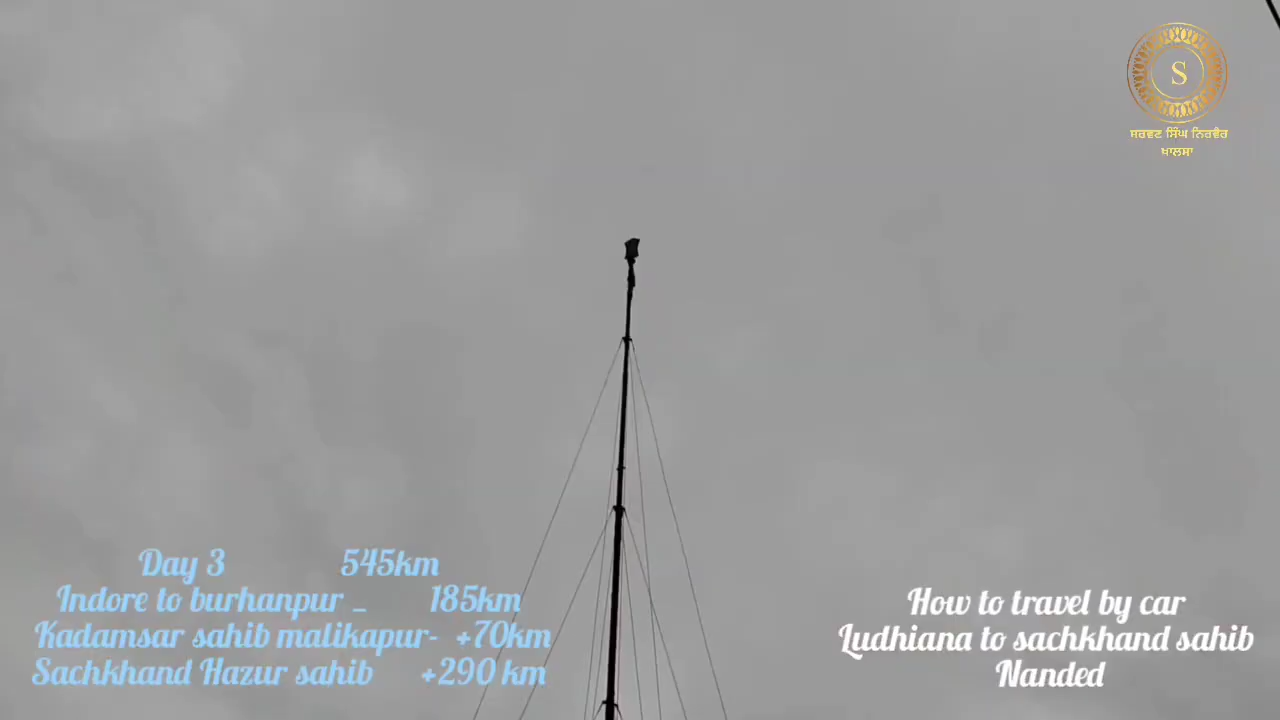 S
ਸਰਵਣ ਸਿੰਘ ਨਿਰਵੈਰ
ਖਾਲਸਾ
Day 3 545km
Indore to burhanpur _ 185km
Kadamsar sahib malikapur- +70km
Sachkhand Hazur sahib +290 km
How to travel by car
Ludhiana to sachkhand sahib
Nanded